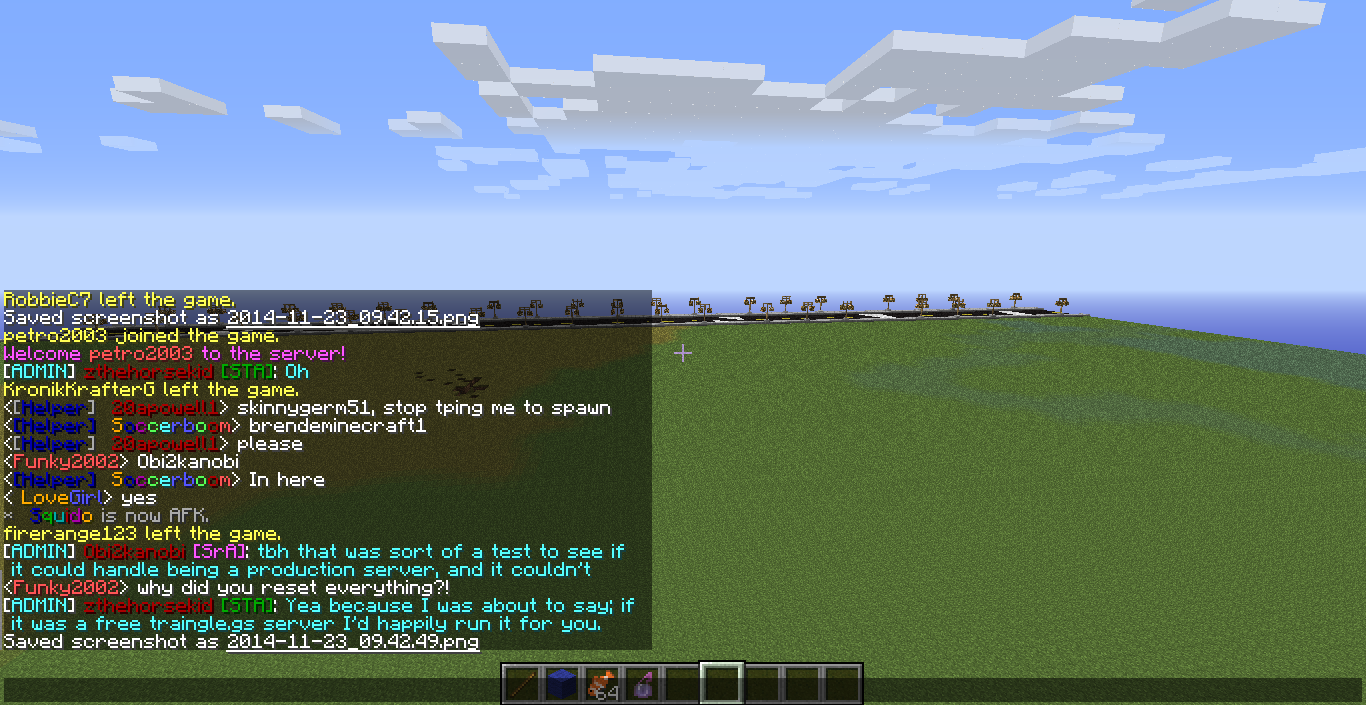 RobbieC7 left the game.
Saved screenshot as 2014-11-23_09.42.15.png
petro2003 joined the game.
Welcome petro2003 to the server!
[ADMIN] zthehorsekid [STA]: Oh
KronikKrafterG left the game.
<[Helper] 20apowell1> skinnygerm51, stop tping me to spawn
<[Helper] Soccerboom> brendeminecraft1
<[Helper] 20apowell1> please
<Funky2002> Obi2kanobi
<[Helper] Soccerboom> In here
< LoveGirl> yes
* Squido is now AFK.
firerange123 left the game.
[ADMIN] Obi2kanobi [SrA]: tbh that was sort of a test to see if
it could handle being a production server, and it couldn't
<Funky2002> why did you reset everything?!
[ADMIN] zthehorsekid [STA]: Yea because I was about to say; if
it was a free traingle.gs server I'd happily run it for you.
Saved screenshot as 2014-11-23_09.42.49.png
64